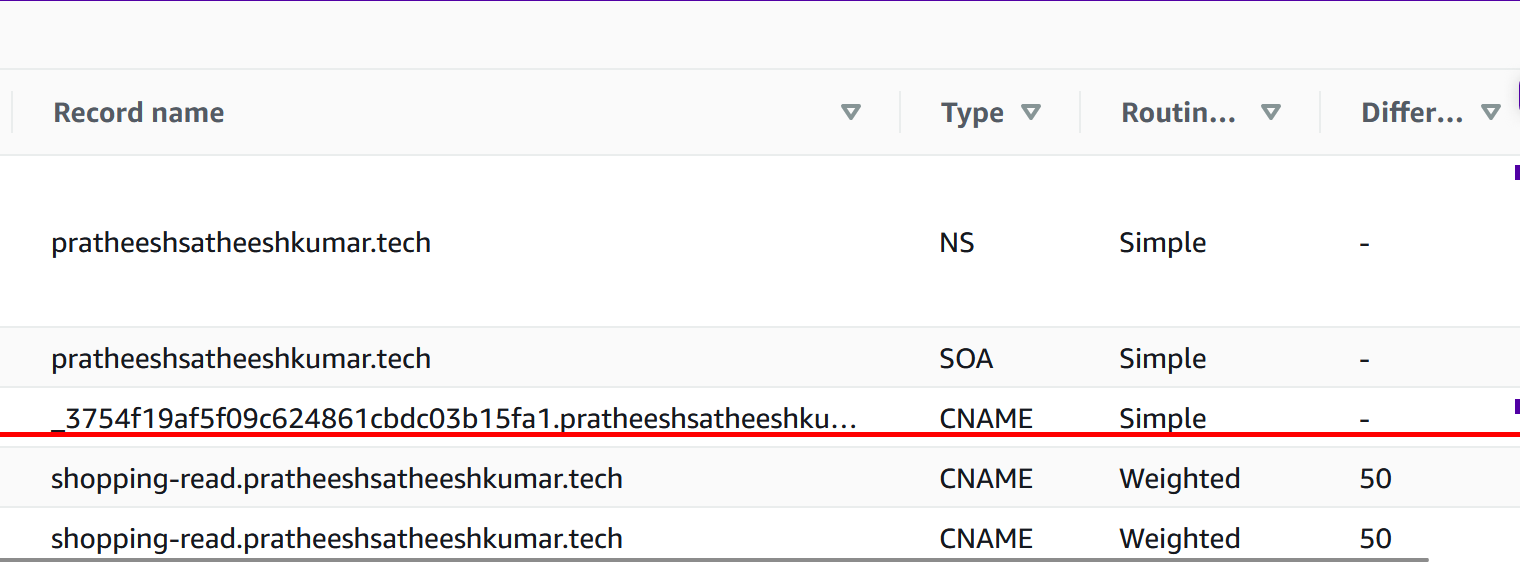 Record name Type Routin... Differ...
pratheeshsatheeshkumar.tech NS Simple -
pratheeshsatheeshkumar.tech SOA Simple -
_3754f19af5f09c624861cbdc03b15fa1.pratheeshsatheeshku... CNAME Simple -
shopping-read.pratheeshsatheeshkumar.tech CNAME Weighted 50
shopping-read.pratheeshsatheeshkumar.tech CNAME Weighted 50